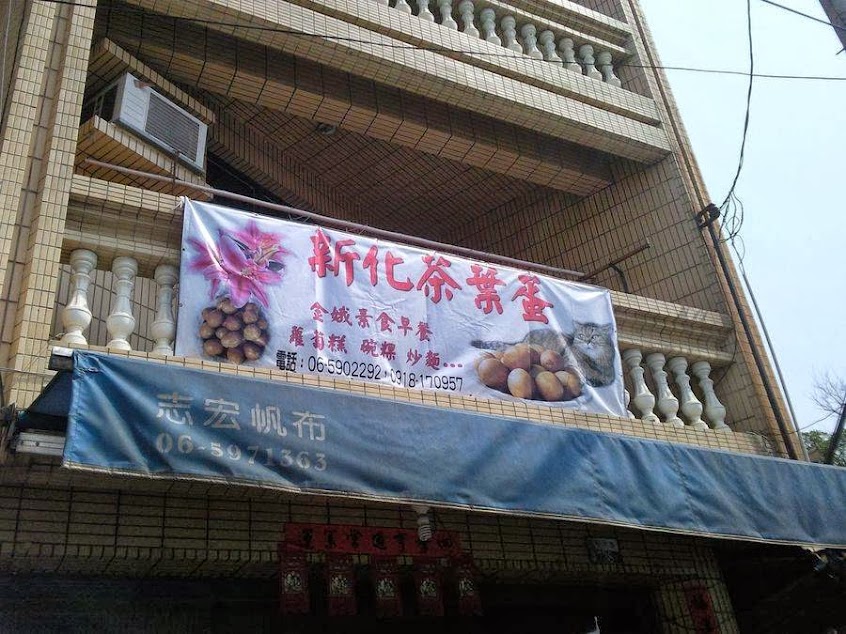 新化茶葉蛋
金娥素食早餐
蘿蔔糕 碗粿 炒麵...
電話：06-5902292·0918-170957
志宏帆布
06-5971363